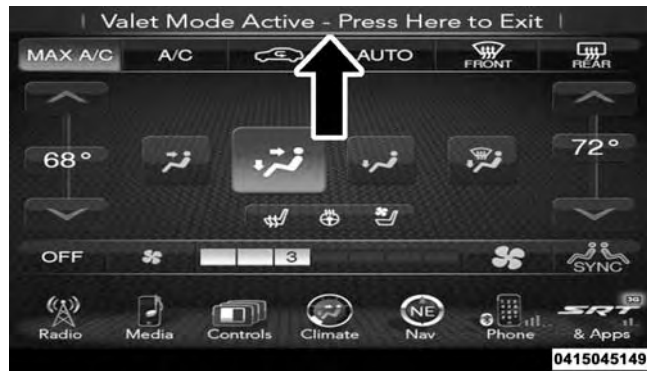 Valet Mode Active - Press Here to Exit
MAX A/C A/C AUTO FRONT REAR
68° 72°
OFF 3 SYNC
NE 3G SRT
Radio Media Controls Climate Nav Phone & Apps
0415045149